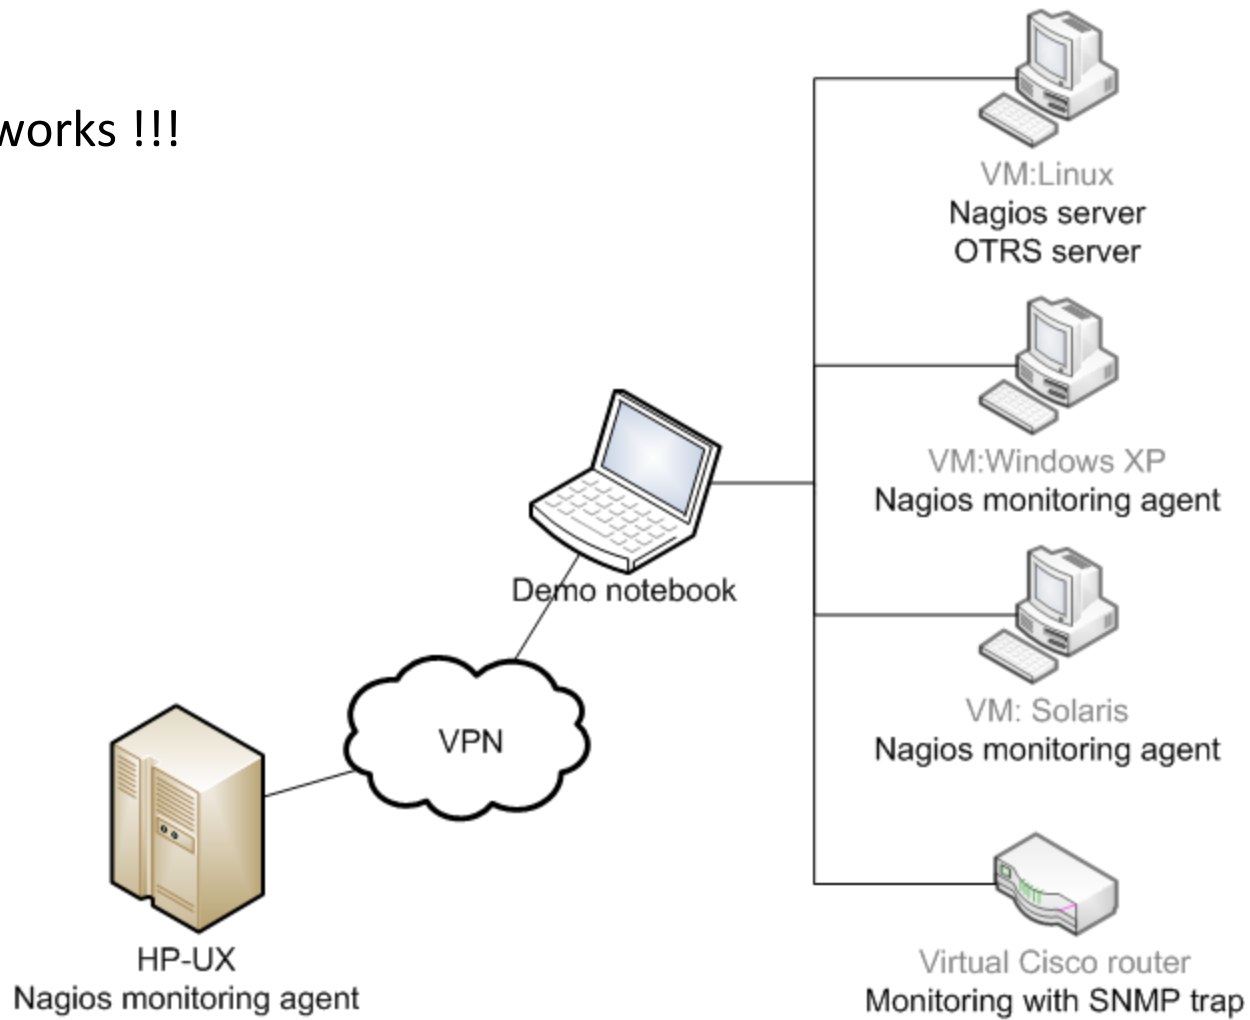 works !!!
VM:Linux
Nagios server
OTRS server
VM:Windows XP
Nagios monitoring agent
Demo notebook
VM: Solaris
Nagios monitoring agent
VPN
HP-UX
Nagios monitoring agent
Virtual Cisco router
Monitoring with SNMP trap